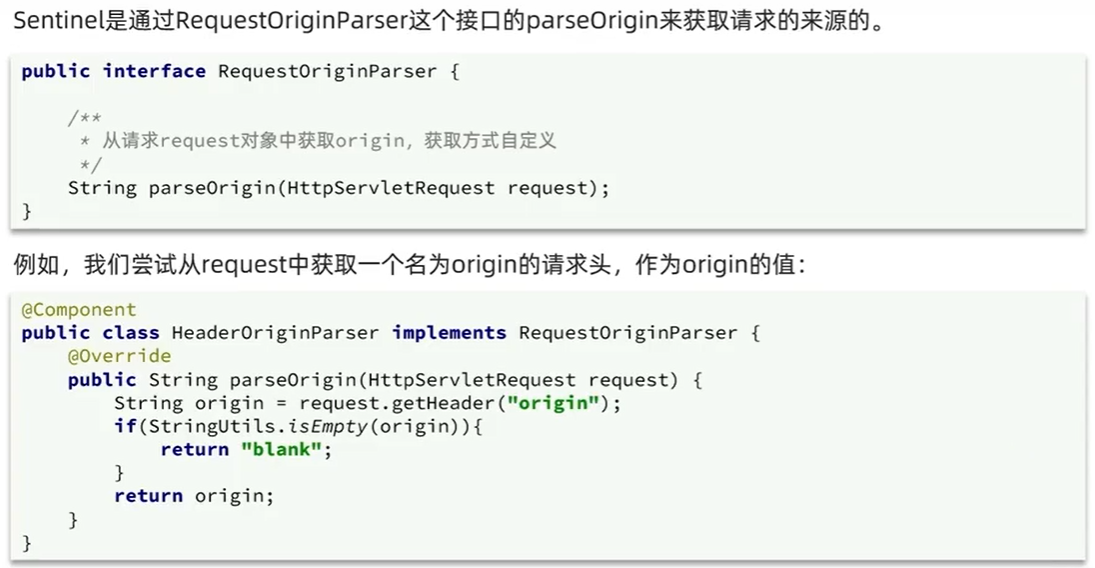 Sentinel是通过RequestOriginParser这个接口的parseOrigin来获取请求的来源的。
public interface RequestOriginParser {
    /**
     * 从请求request对象中获取origin，获取方式自定义
     */
    String parseOrigin(HttpServletRequest request);
}
例如，我们尝试从request中获取一个名为origin的请求头，作为origin的值：
@Component
public class HeaderOriginParser implements RequestOriginParser {
    @Override
    public String parseOrigin(HttpServletRequest request) {
        String origin = request.getHeader("origin");
        if(StringUtils.isEmpty(origin)){
            return "blank";
        }
        return origin;
    }
}